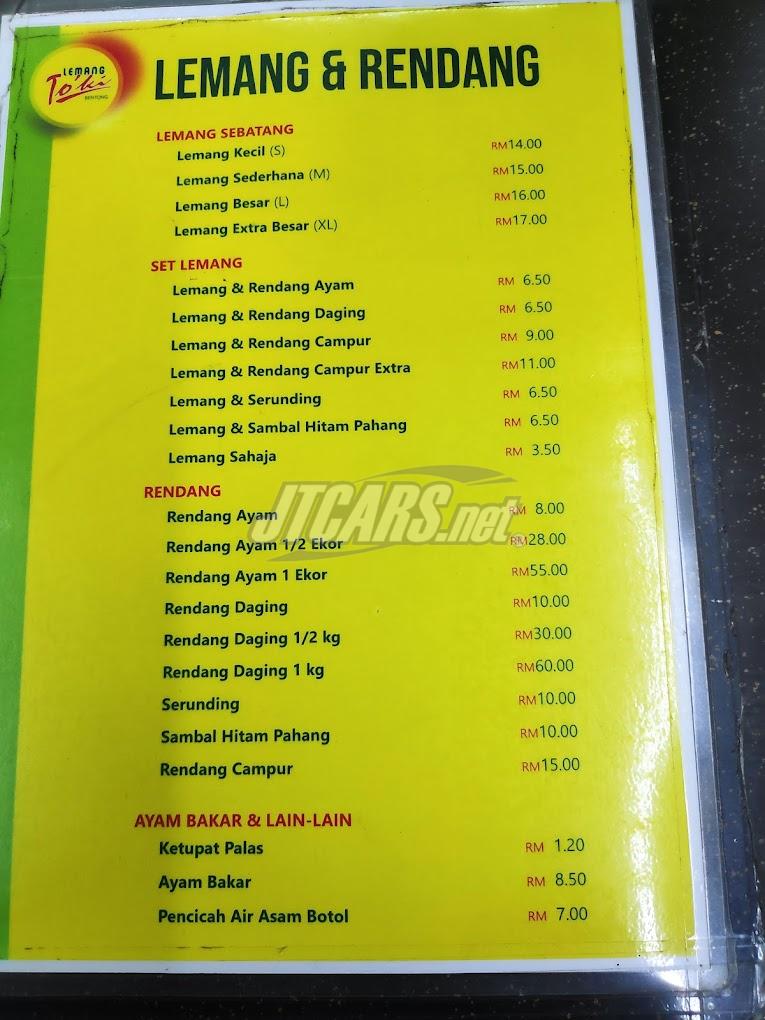 LEMANG
To'ki
BENTONG
LEMANG & RENDANG
LEMANG SEBATANG
Lemang Kecil (S) RM14.00
Lemang Sederhana (M) RM15.00
Lemang Besar (L) RM16.00
Lemang Extra Besar (XL) RM17.00
SET LEMANG
Lemang & Rendang Ayam RM 6.50
Lemang & Rendang Daging RM 6.50
Lemang & Rendang Campur RM 9.00
Lemang & Rendang Campur Extra RM11.00
Lemang & Serunding RM 6.50
Lemang & Sambal Hitam Pahang RM 6.50
Lemang Sahaja RM 3.50
RENDANG
JTCARS.net
Rendang Ayam RM 8.00
Rendang Ayam 1/2 Ekor RM28.00
Rendang Ayam 1 Ekor RM55.00
Rendang Daging RM10.00
Rendang Daging 1/2 kg RM30.00
Rendang Daging 1 kg RM60.00
Serunding RM10.00
Sambal Hitam Pahang RM10.00
Rendang Campur RM15.00
AYAM BAKAR & LAIN-LAIN
Ketupat Palas RM 1.20
Ayam Bakar RM 8.50
Pencicah Air Asam Botol RM 7.00